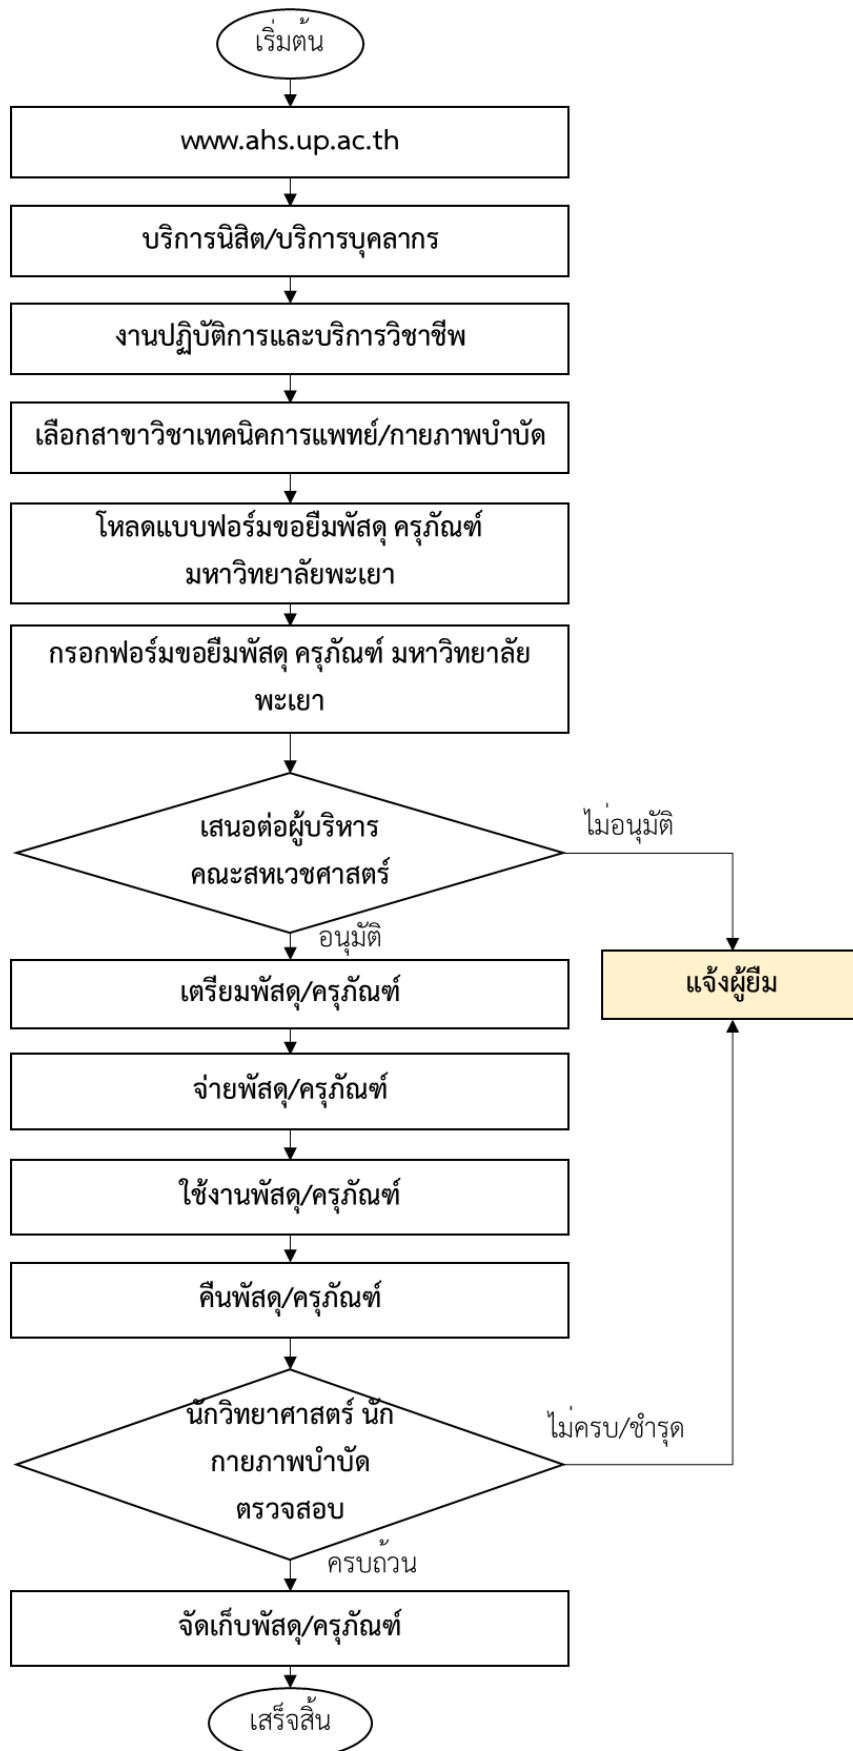 เริ่มต้น
www.ahs.up.ac.th
บริการนิสิต/บริการบุคลากร
งานปฏิบัติการและบริการวิชาชีพ
เลือกสาขาวิชาเทคนิคการแพทย์/กายภาพบำบัด
โหลดแบบฟอร์มขอยืมพัสดุ ครุภัณฑ์
มหาวิทยาลัยพะเยา
กรอกฟอร์มขอยืมพัสดุ ครุภัณฑ์ มหาวิทยาลัย
พะเยา
เสนอต่อผู้บริหาร
คณะสหเวชศาสตร์
ไม่อนุมัติ
อนุมัติ
แจ้งผู้ยืม
เตรียมพัสดุ/ครุภัณฑ์
จ่ายพัสดุ/ครุภัณฑ์
ใช้งานพัสดุ/ครุภัณฑ์
คืนพัสดุ/ครุภัณฑ์
นักวิทยาศาสตร์ นัก
กายภาพบำบัด
ตรวจสอบ
ไม่ครบ/ชำรุด
ครบถ้วน
จัดเก็บพัสดุ/ครุภัณฑ์
เสร็จสิ้น